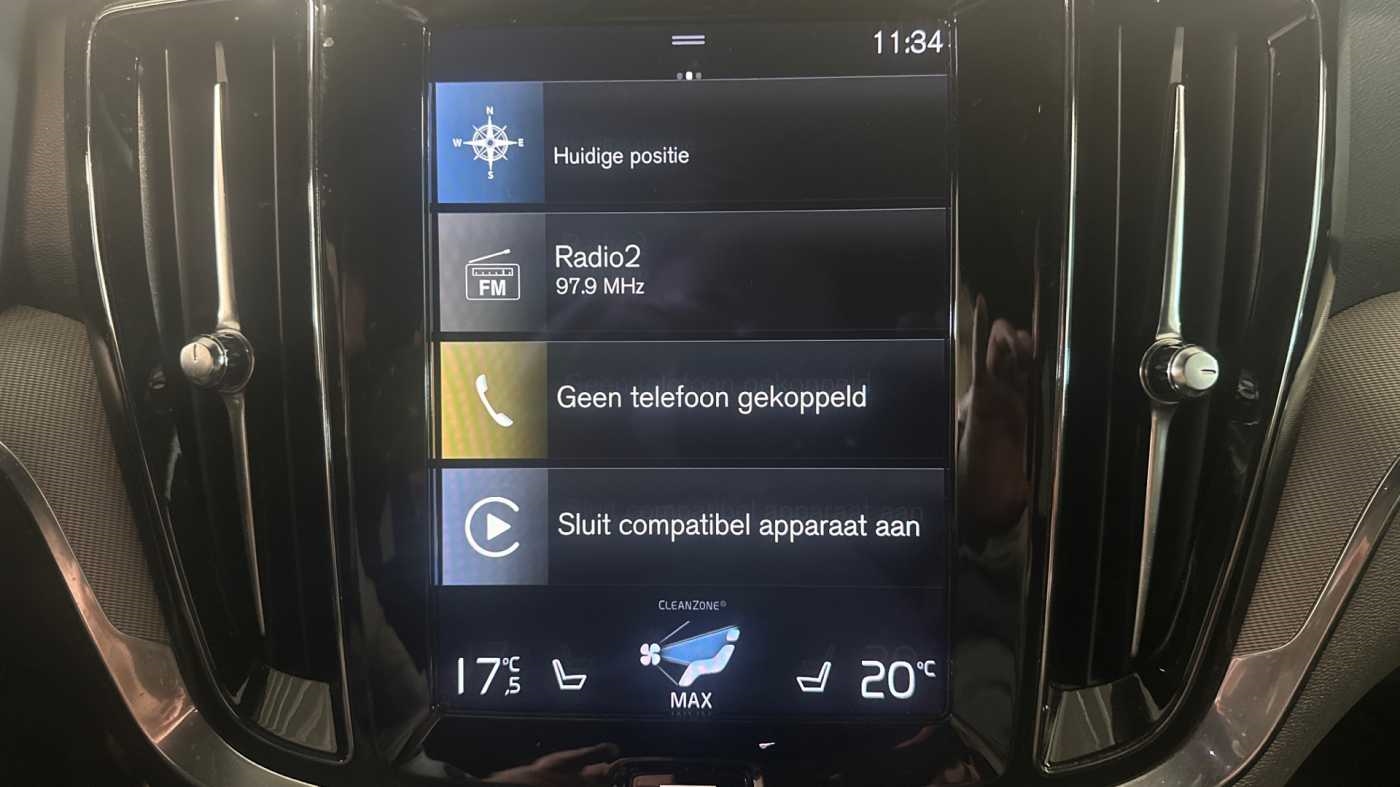 11:34
N
W E
S
Huidige positie
Radio2
FM
97.9 MHz
Geen telefoon gekoppeld
Sluit compatibel apparaat aan
CLEANZONE®
17,5 °C
20 °C
MAX